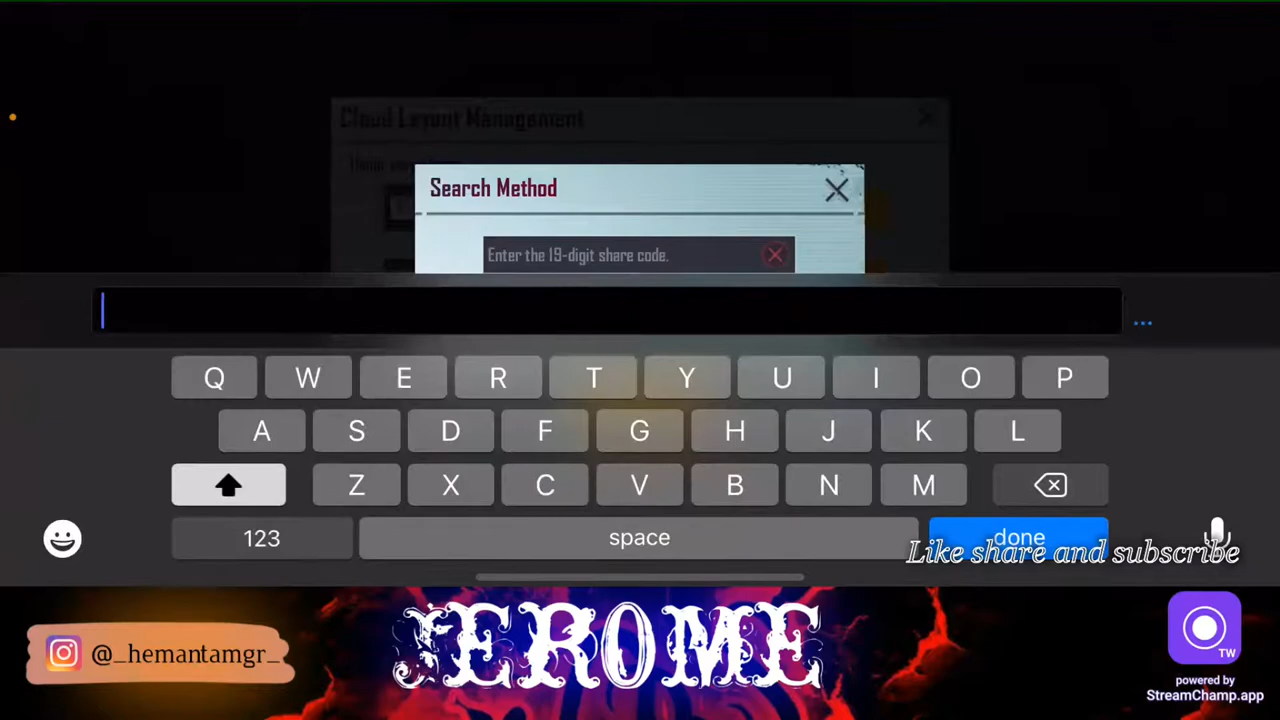 Cloud Layout Management
Search Method
Enter the 19-digit share code.
...
Q W E R T Y U I O P
A S D F G H J K L
Z X C V B N M
123 space done
Like share and subscribe
@_hemantamgr_
JEROME
TW
powered by
StreamChamp.app